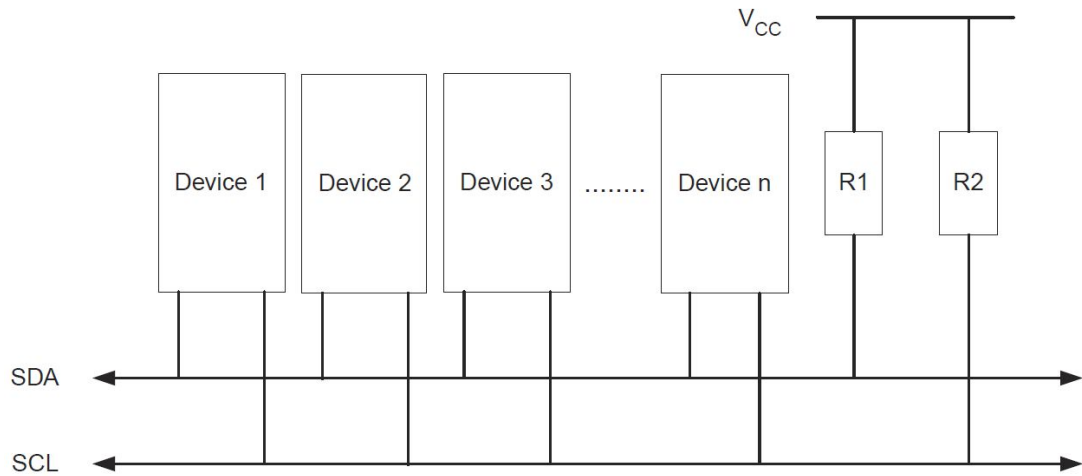 VCC
Device 1
Device 2
Device 3
........
Device n
R1
R2
SDA
SCL